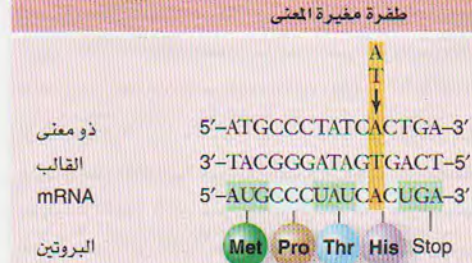 طفرة مغيرة المعنى
A
T
ذو معنى 5′–ATGCCCTATCACTGA–3′
القالب 3′–TACGGGATAGTGACT–5′
mRNA 5′–AUGCCCUAUCACUGA–3′
البروتين Met Pro Thr His Stop